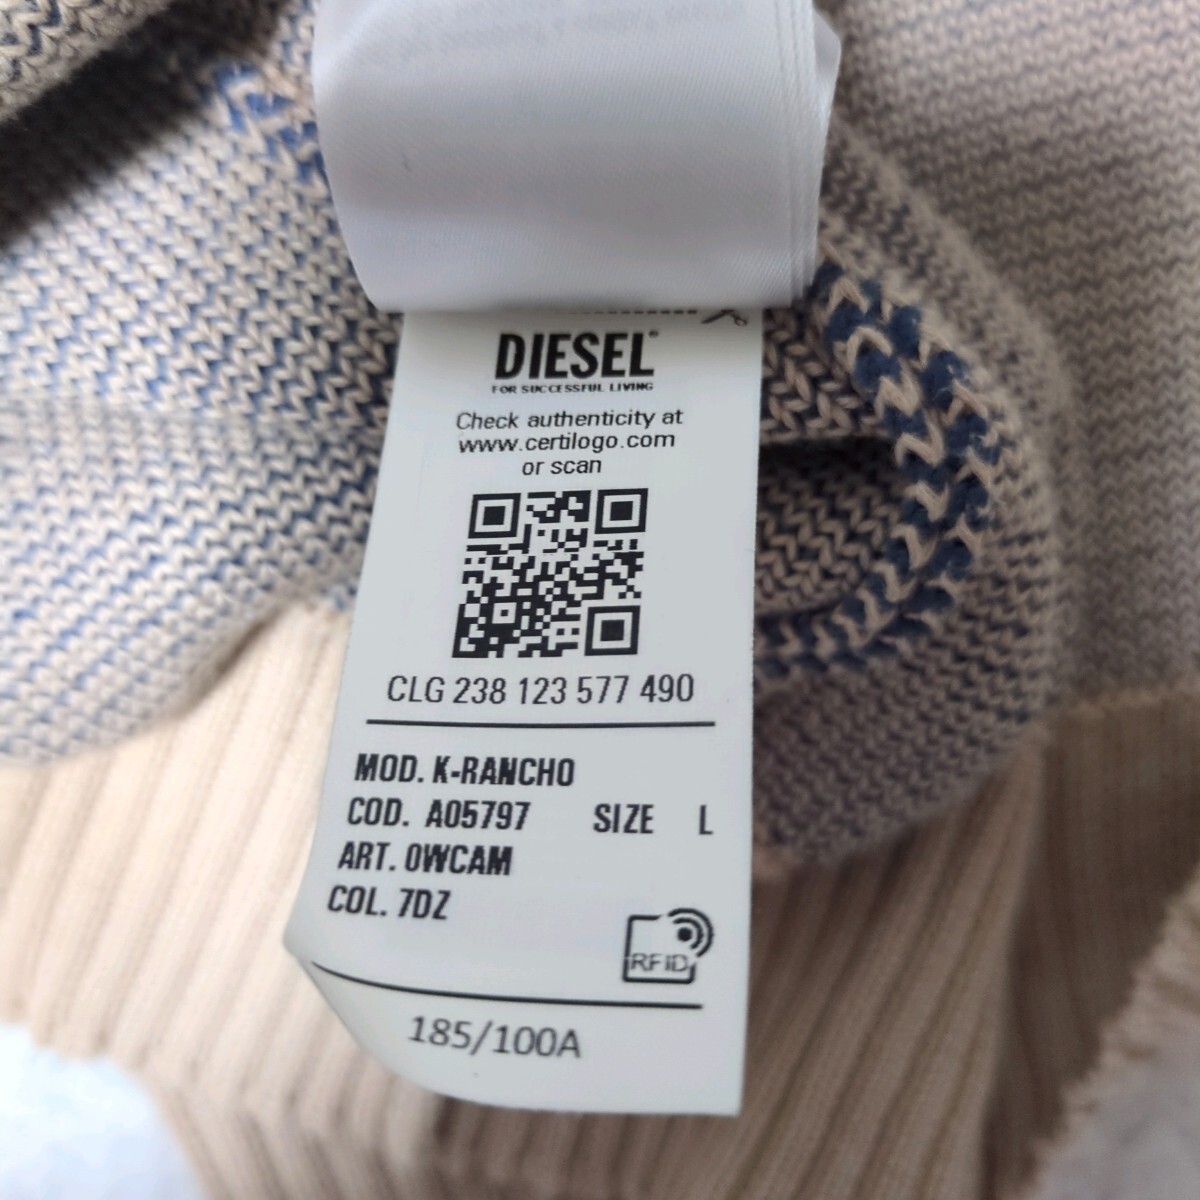 DIESEL®
FOR SUCCESSFUL LIVING
Check authenticity at
www.certilogo.com
or scan
CLG 238 123 577 490
MOD. K-RANCHO
COD. A05797 SIZE L
ART. 0WCAM
COL. 7DZ
RFID
185/100A